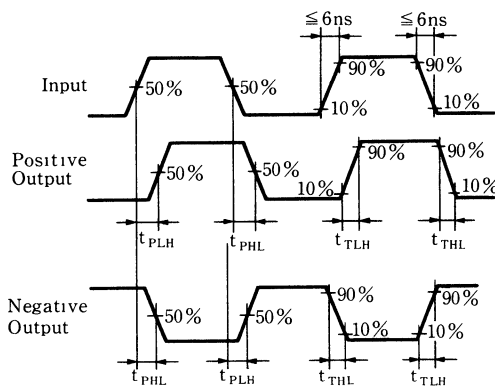 ≦6ns ≦6ns
Input 50% 50% 90% 90%
10% 10%
Positive
Output 50% 50% 90% 90%
10% 10%
tPLH tPHL tTLH tTHL
Negative
Output 50% 50% 90% 90%
10% 10%
tPHL tPLH tTHL tTLH